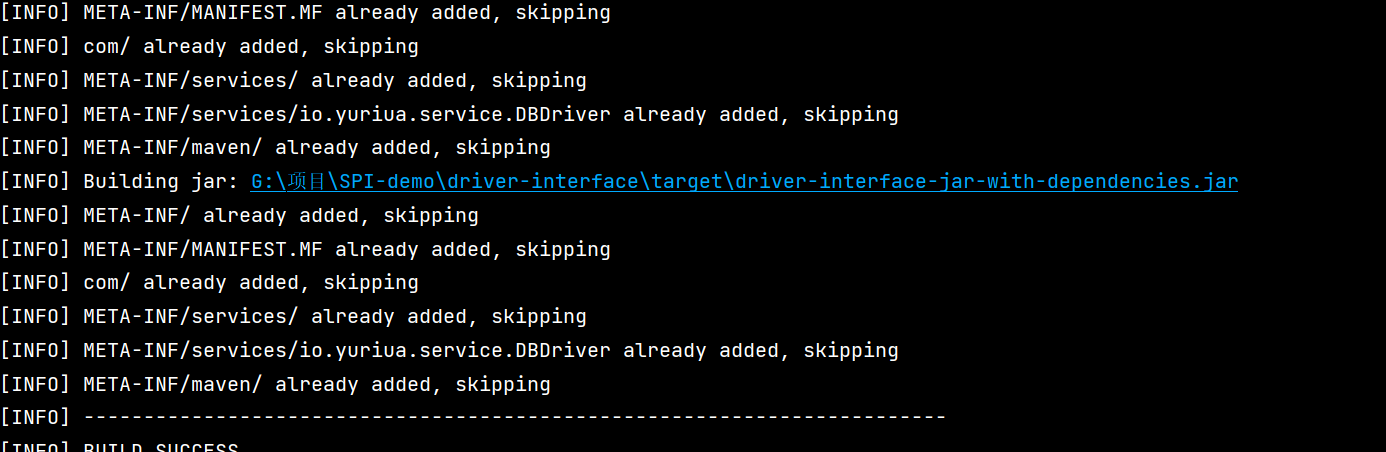 [INFO] META-INF/MANIFEST.MF already added, skipping
[INFO] com/ already added, skipping
[INFO] META-INF/services/ already added, skipping
[INFO] META-INF/services/io.yuriua.service.DBDriver already added, skipping
[INFO] META-INF/maven/ already added, skipping
[INFO] Building jar: G:\项目\SPI-demo\driver-interface\target\driver-interface-jar-with-dependencies.jar
[INFO] META-INF/ already added, skipping
[INFO] META-INF/MANIFEST.MF already added, skipping
[INFO] com/ already added, skipping
[INFO] META-INF/services/ already added, skipping
[INFO] META-INF/services/io.yuriua.service.DBDriver already added, skipping
[INFO] META-INF/maven/ already added, skipping
[INFO] ------------------------------------------------------------------------
[INFO] BUILD SUCCESS